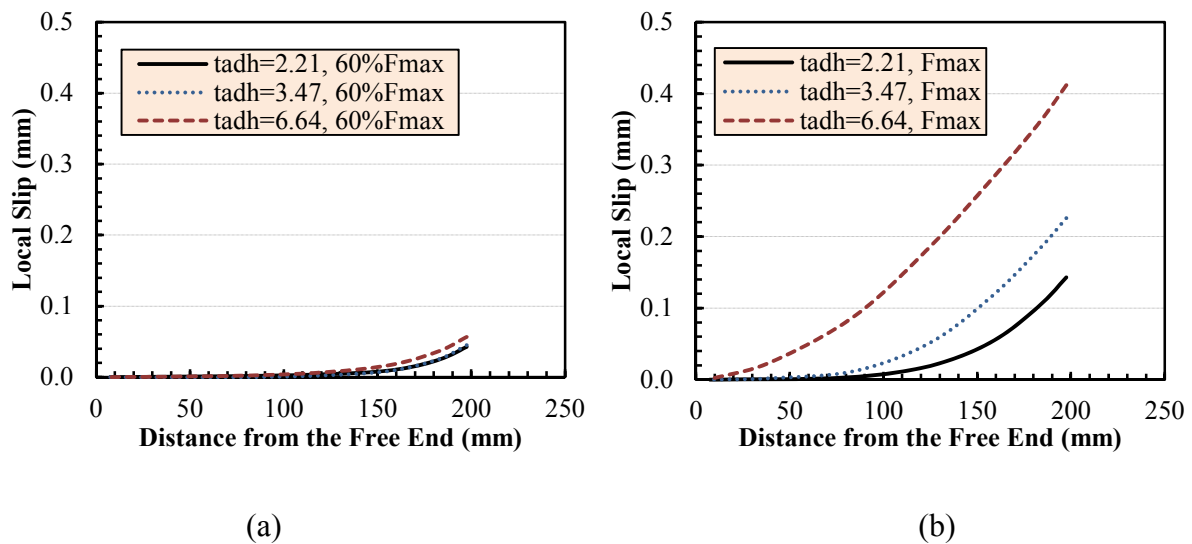 0.5
0.4
0.3
0.2
0.1
0.0
Local Slip (mm)
tadh=2.21, 60%Fmax
tadh=3.47, 60%Fmax
tadh=6.64, 60%Fmax
0 50 100 150 200 250
Distance from the Free End (mm)
(a)
0.5
0.4
0.3
0.2
0.1
0.0
Local Slip (mm)
tadh=2.21, Fmax
tadh=3.47, Fmax
tadh=6.64, Fmax
0 50 100 150 200 250
Distance from the Free End (mm)
(b)